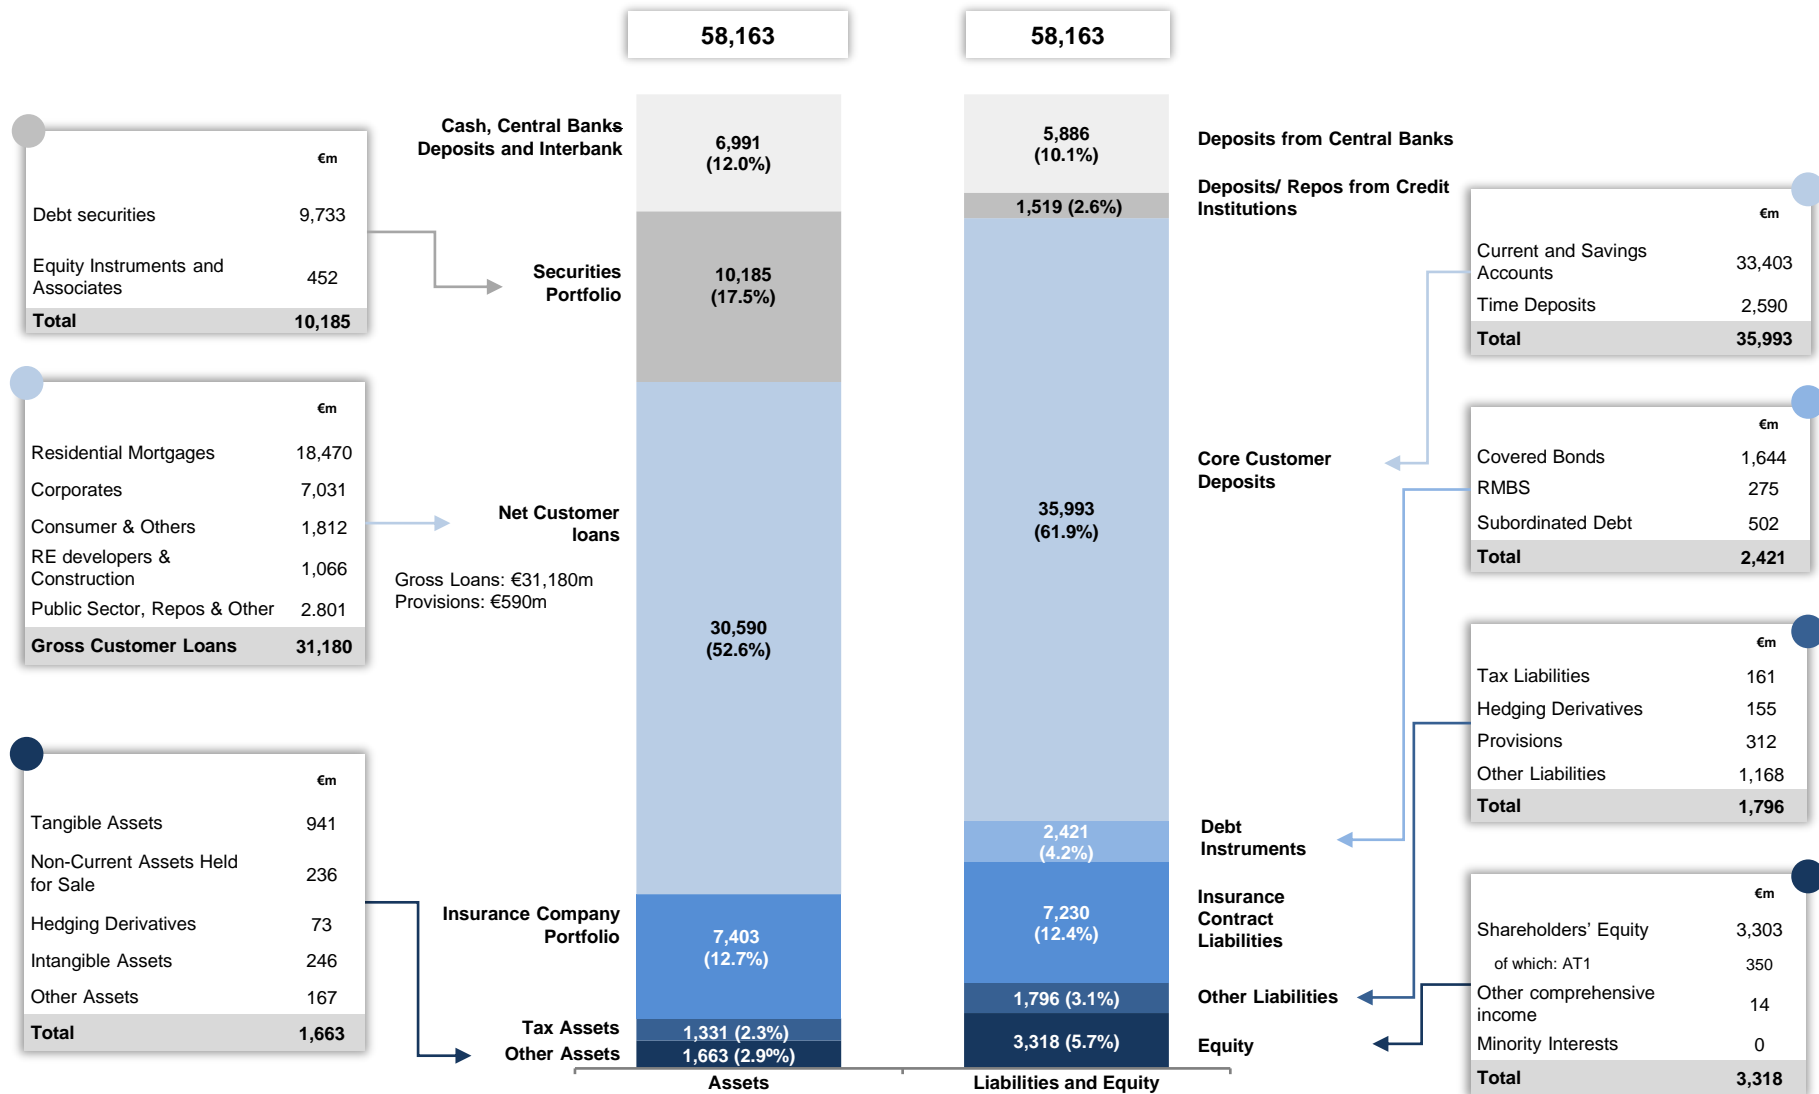 58,163
58,163
€m
Debt securities 9,733
Equity Instruments and
Associates 452
Total 10,185
€m
Residential Mortgages 18,470
Corporates 7,031
Consumer & Others 1,812
RE developers &
Construction 1,066
Public Sector, Repos & Other 2.801
Gross Customer Loans 31,180
€m
Tangible Assets 941
Non-Current Assets Held
for Sale 236
Hedging Derivatives 73
Intangible Assets 246
Other Assets 167
Total 1,663
Cash, Central Banks
Deposits and Interbank
Securities
Portfolio
Net Customer
loans
Gross Loans: €31,180m
Provisions: €590m
Insurance Company
Portfolio
Tax Assets
Other Assets
6,991
(12.0%)
10,185
(17.5%)
30,590
(52.6%)
7,403
(12.7%)
1,331 (2.3%)
1,663 (2.9%)
Assets
5,886
(10.1%)
1,519 (2.6%)
35,993
(61.9%)
2,421
(4.2%)
7,230
(12.4%)
1,796 (3.1%)
3,318 (5.7%)
Liabilities and Equity
Deposits from Central Banks
Deposits/ Repos from Credit
Institutions
Core Customer
Deposits
Debt
Instruments
Insurance
Contract
Liabilities
Other Liabilities
Equity
€m
Current and Savings
Accounts 33,403
Time Deposits 2,590
Total 35,993
€m
Covered Bonds 1,644
RMBS 275
Subordinated Debt 502
Total 2,421
€m
Tax Liabilities 161
Hedging Derivatives 155
Provisions 312
Other Liabilities 1,168
Total 1,796
€m
Shareholders' Equity 3,303
of which: AT1 350
Other comprehensive
income 14
Minority Interests 0
Total 3,318